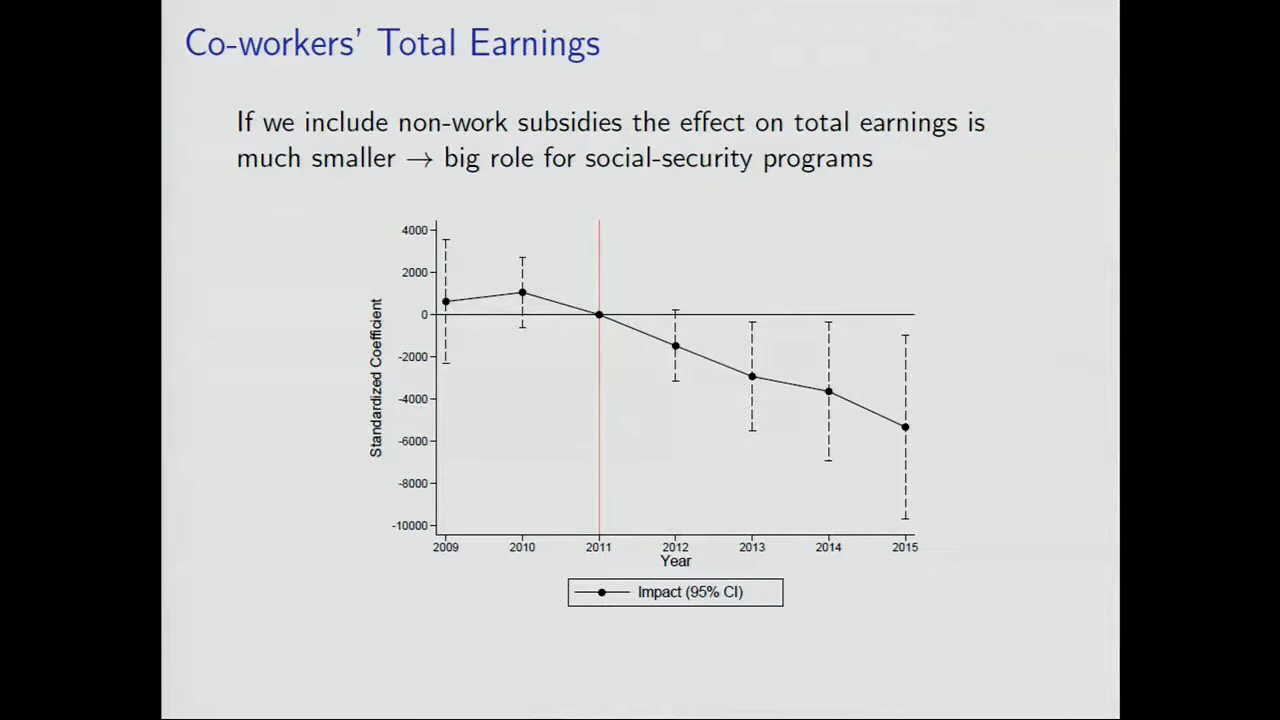 Co-workers' Total Earnings
If we include non-work subsidies the effect on total earnings is
much smaller → big role for social-security programs
4000
2000
0
-2000
-4000
-6000
-8000
-10000
Standardized Coefficient
2009 2010 2011 2012 2013 2014 2015
Year
Impact (95% CI)